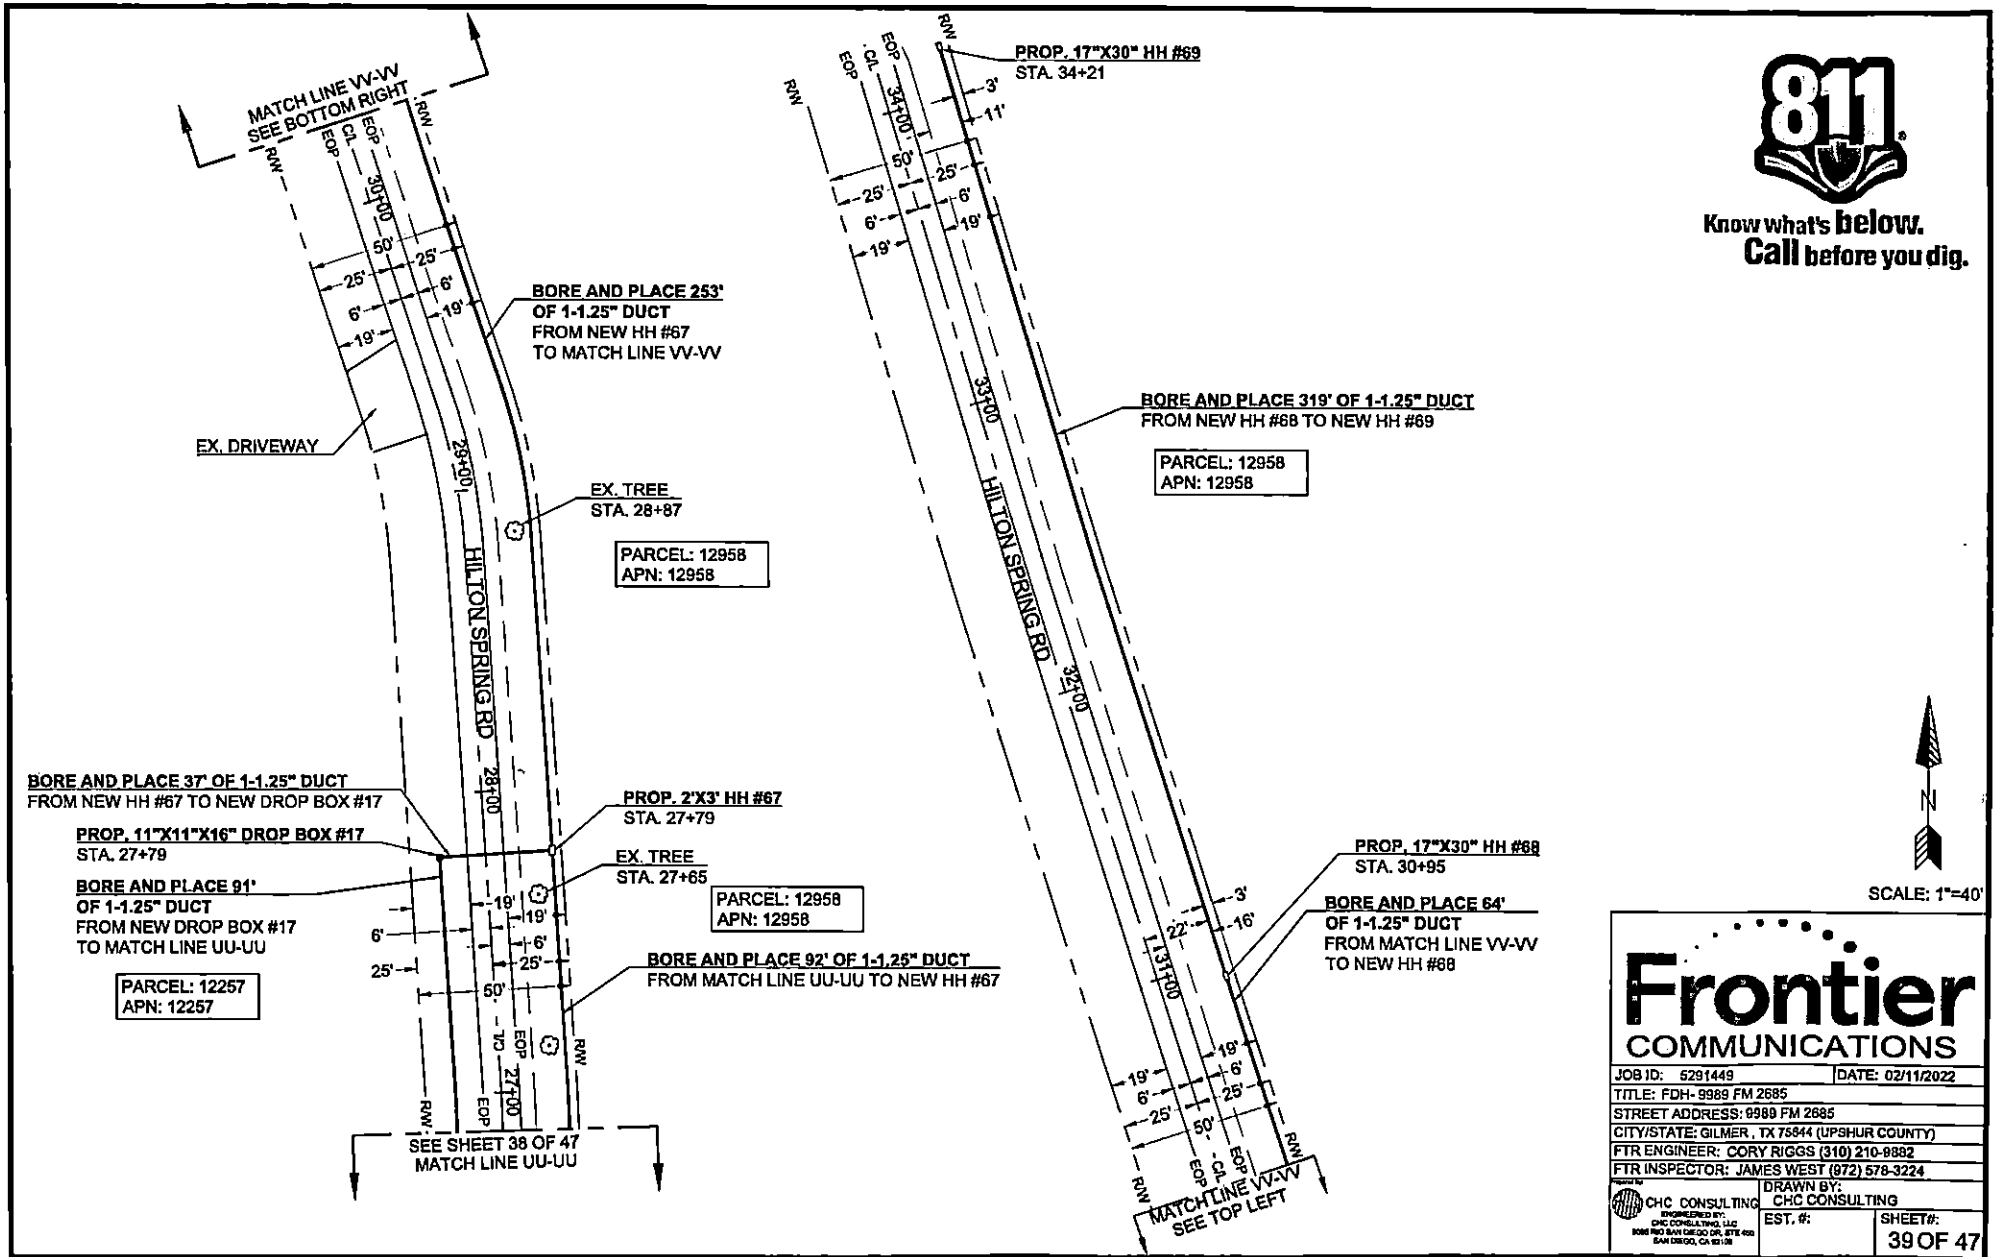 MATCH LINE VV-VV
SEE BOTTOM RIGHT
R/W
EOP
C/L
EOP
R/W
30+00
50'
25'
25'
6'
6'
19'
19'
BORE AND PLACE 253'
OF 1-1.25" DUCT
FROM NEW HH #67
TO MATCH LINE VV-VV
EX. DRIVEWAY
29+00
EX. TREE
STA. 28+87
PARCEL: 12958
APN: 12958
HILTON SPRING RD
28+00
BORE AND PLACE 37' OF 1-1.25" DUCT
FROM NEW HH #67 TO NEW DROP BOX #17
PROP. 11"X11"X16" DROP BOX #17
STA. 27+79
BORE AND PLACE 91'
OF 1-1.25" DUCT
FROM NEW DROP BOX #17
TO MATCH LINE UU-UU
PARCEL: 12257
APN: 12257
PROP. 2'X3' HH #67
STA. 27+79
EX. TREE
STA. 27+65
PARCEL: 12958
APN: 12958
19'
19'
6'
6'
25'
25'
50'
BORE AND PLACE 92' OF 1-1.25" DUCT
FROM MATCH LINE UU-UU TO NEW HH #67
27+00
R/W
EOP
C/L
EOP
R/W
SEE SHEET 38 OF 47
MATCH LINE UU-UU
R/W
EOP
C/L
EOP
R/W
PROP. 17"X30" HH #69
STA. 34+21
3'
11'
34+00
50'
25'
25'
6'
6'
19'
19'
33+00
BORE AND PLACE 319' OF 1-1.25" DUCT
FROM NEW HH #68 TO NEW HH #69
PARCEL: 12958
APN: 12958
HILTON SPRING RD
32+00
PROP. 17"X30" HH #68
STA. 30+95
BORE AND PLACE 64'
OF 1-1.25" DUCT
FROM MATCH LINE VV-VV
TO NEW HH #68
3'
22'
16'
31+00
19'
19'
6'
6'
25'
25'
50'
R/W
EOP
C/L
EOP
R/W
MATCH LINE VV-VV
SEE TOP LEFT
811
Know what's below.
Call before you dig.
N
SCALE: 1"=40'
Frontier
COMMUNICATIONS
JOB ID: 5291449 DATE: 02/11/2022
TITLE: FDH- 9989 FM 2685
STREET ADDRESS: 9989 FM 2685
CITY/STATE: GILMER, TX 75644 (UPSHUR COUNTY)
FTR ENGINEER: CORY RIGGS (310) 210-9882
FTR INSPECTOR: JAMES WEST (972) 578-3224
CHC CONSULTING
ENGINEERED BY:
CHC CONSULTING, LLC
SAN DIEGO, CA 92108
DRAWN BY:
CHC CONSULTING
EST. #:
SHEET#:
39 OF 47